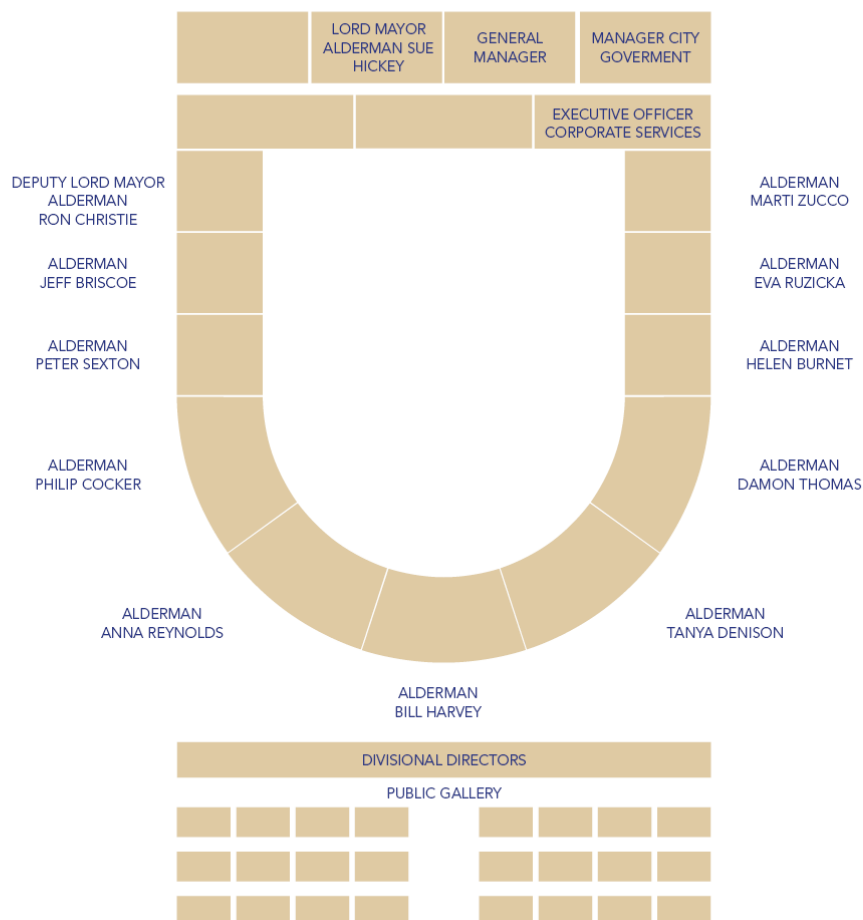 LORD MAYOR
ALDERMAN SUE
HICKEY
GENERAL
MANAGER
MANAGER CITY
GOVERMENT
EXECUTIVE OFFICER
CORPORATE SERVICES
DEPUTY LORD MAYOR
ALDERMAN
RON CHRISTIE
ALDERMAN
MARTI ZUCCO
ALDERMAN
JEFF BRISCOE
ALDERMAN
EVA RUZICKA
ALDERMAN
PETER SEXTON
ALDERMAN
HELEN BURNET
ALDERMAN
PHILIP COCKER
ALDERMAN
DAMON THOMAS
ALDERMAN
ANNA REYNOLDS
ALDERMAN
TANYA DENISON
ALDERMAN
BILL HARVEY
DIVISIONAL DIRECTORS
PUBLIC GALLERY